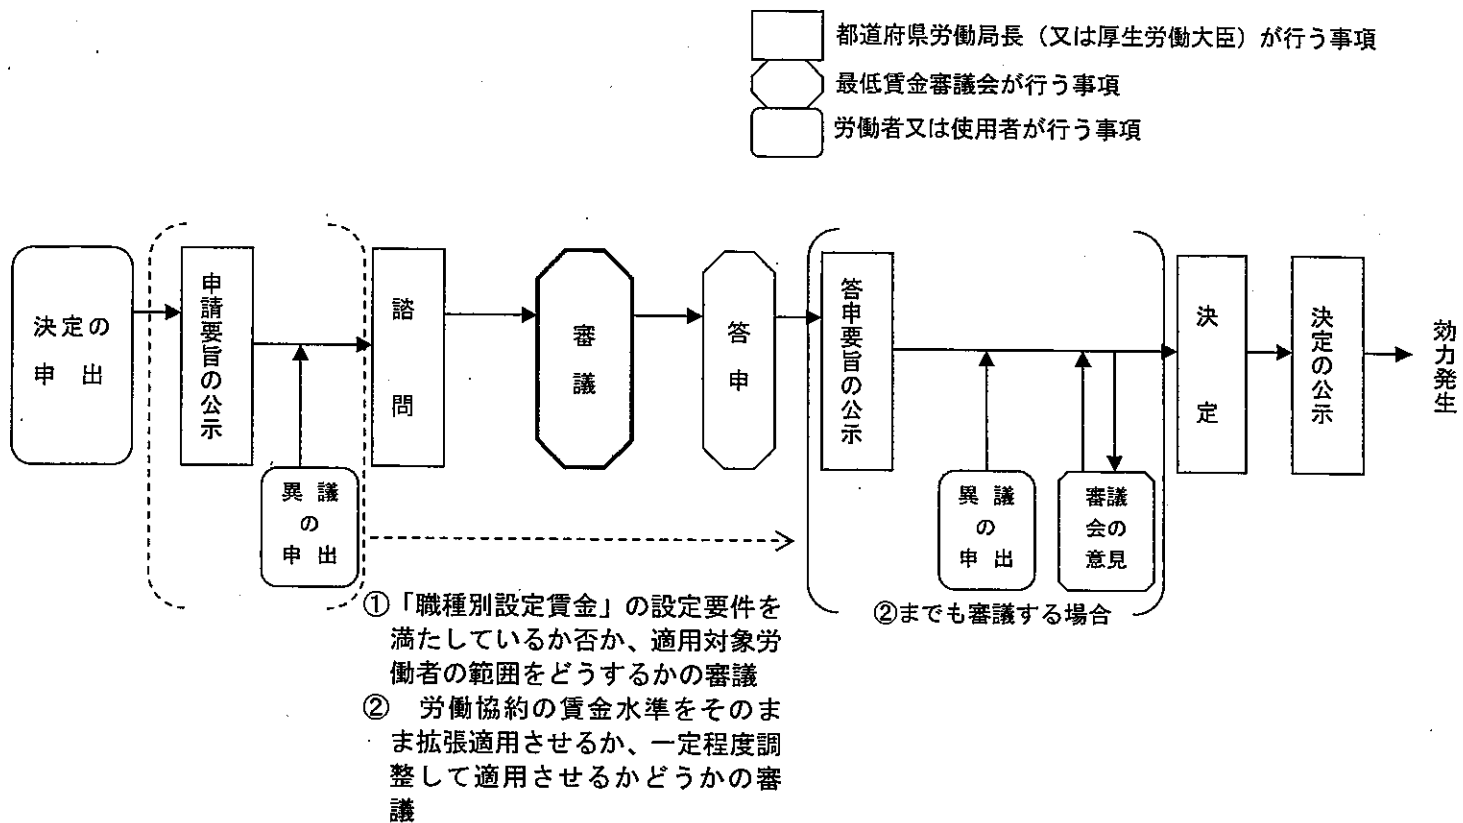 都道府県労働局長（又は厚生労働大臣）が行う事項
最低賃金審議会が行う事項
労働者又は使用者が行う事項
決定の
申出
申請要旨の公示
異議
の
申出
諮問
審議
答申
答申要旨の公示
異議
の
申出
審議
会の
意見
決定
決定の公示
効力発生
①「職種別設定賃金」の設定要件を
満たしているか否か、適用対象労
働者の範囲をどうするかの審議
②　労働協約の賃金水準をそのま
ま拡張適用させるか、一定程度調
整して適用させるかどうかの審
議
②までも審議する場合